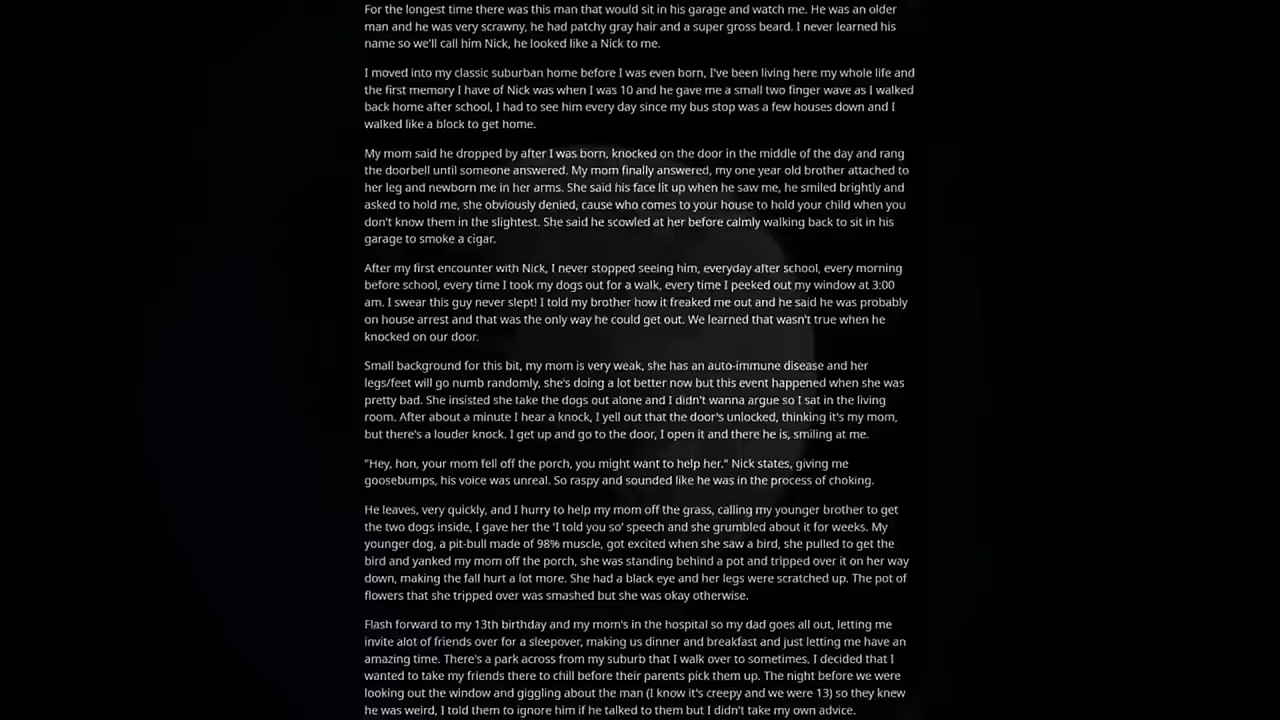 For the longest time there was this man that would sit in his garage and watch me. He was an older
man and he was very scrawny, he had patchy gray hair and a super gross beard. I never learned his
name so we'll call him Nick, he looked like a Nick to me.
I moved into my classic suburban home before I was even born, I've been living here my whole life and
the first memory I have of Nick was when I was 10 and he gave me a small two finger wave as I walked
back home after school, I had to see him every day since my bus stop was a few houses down and I
walked like a block to get home.
My mom said he dropped by after I was born, knocked on the door in the middle of the day and rang
the doorbell until someone answered. My mom finally answered, my one year old brother attached to
her leg and newborn me in her arms. She said his face lit up when he saw me, he smiled brightly and
asked to hold me, she obviously denied, cause who comes to your house to hold your child when you
don't know them in the slightest. She said he scowled at her before calmly walking back to sit in his
garage to smoke a cigar.
After my first encounter with Nick, I never stopped seeing him, everyday after school, every morning
before school, every time I took my dogs out for a walk, every time I peeked out my window at 3:00
am. I swear this guy never slept! I told my brother how it freaked me out and he said he was probably
on house arrest and that was the only way he could get out. We learned that wasn't true when he
knocked on our door.
Small background for this bit, my mom is very weak, she has an auto-immune disease and her
legs/feet will go numb randomly, she's doing a lot better now but this event happened when she was
pretty bad. She insisted she take the dogs out alone and I didn't wanna argue so I sat in the living
room. After about a minute I hear a knock, I yell out that the door's unlocked, thinking it's my mom,
but there's a louder knock. I get up and go to the door, I open it and there he is, smiling at me.
"Hey, hon, your mom fell off the porch, you might want to help her." Nick states, giving me
goosebumps, his voice was unreal. So raspy and sounded like he was in the process of choking.
He leaves, very quickly, and I hurry to help my mom off the grass, calling my younger brother to get
the two dogs inside, I gave her the 'I told you so' speech and she grumbled about it for weeks. My
younger dog, a pit-bull made of 98% muscle, got excited when she saw a bird, she pulled to get the
bird and yanked my mom off the porch, she was standing behind a pot and tripped over it on her way
down, making the fall hurt a lot more. She had a black eye and her legs were scratched up. The pot of
flowers that she tripped over was smashed but she was okay otherwise.
Flash forward to my 13th birthday and my mom's in the hospital so my dad goes all out, letting me
invite alot of friends over for a sleepover, making us dinner and breakfast and just letting me have an
amazing time. There's a park across from my suburb that I walk over to sometimes, I decided that I
wanted to take my friends there to chill before their parents pick them up. The night before we were
looking out the window and giggling about the man (I know it's creepy and we were 13) so they knew
he was weird, I told them to ignore him if he talked to them but I didn't take my own advice.